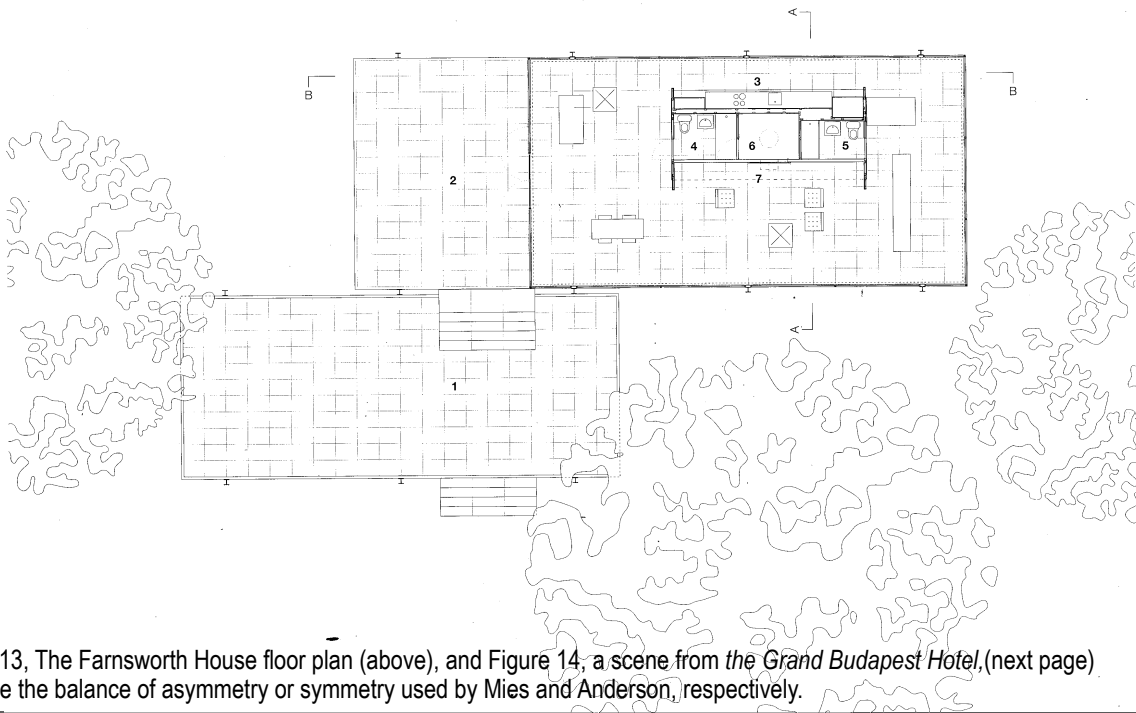 A
B
B
3
4
6
5
2
7
A
1
13, The Farnsworth House floor plan (above), and Figure 14, a scene from the Grand Budapest Hotel,(next page)
e the balance of asymmetry or symmetry used by Mies and Anderson, respectively.